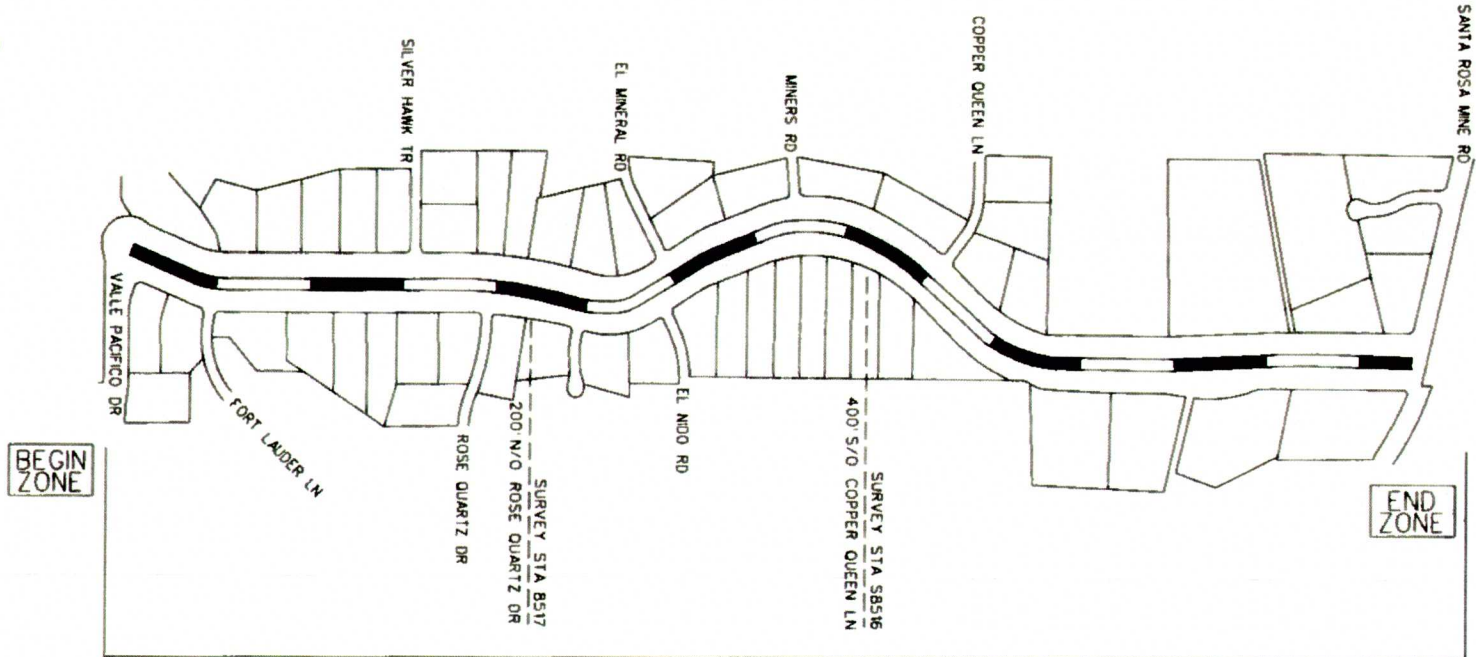 SANTA ROSA MINE RD
COPPER QUEEN LN
SILVER HAWK TR
EL MINERAL RD
MINERS RD
VALLE PACIFICO DR
FORT LAUDER LN
ROSE QUARTZ DR
SURVEY STA 8517
200' N/O ROSE QUARTZ DR
EL NIDO RD
SURVEY STA S8516
400' S/O COPPER QUEEN LN
BEGIN
ZONE
END
ZONE